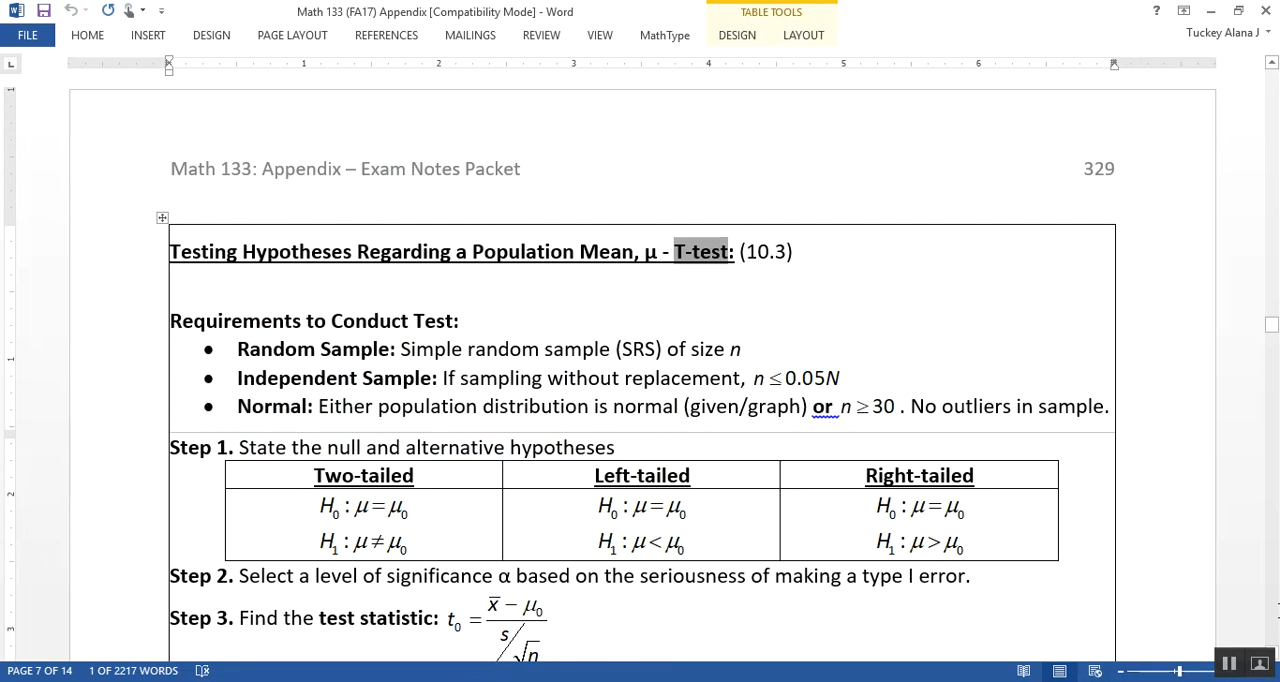 Math 133 (FA17) Appendix [Compatibility Mode] - Word
TABLE TOOLS
?
FILE HOME INSERT DESIGN PAGE LAYOUT REFERENCES MAILINGS REVIEW VIEW MathType DESIGN LAYOUT
Tuckey Alana J
1 2 3 4 5 6
Math 133: Appendix – Exam Notes Packet 329
Testing Hypotheses Regarding a Population Mean, μ - T-test: (10.3)
Requirements to Conduct Test:
• Random Sample: Simple random sample (SRS) of size n
• Independent Sample: If sampling without replacement, n ≤ 0.05N
• Normal: Either population distribution is normal (given/graph) or n ≥ 30 . No outliers in sample.
Step 1. State the null and alternative hypotheses
Two-tailed Left-tailed Right-tailed
H₀ : μ = μ₀ H₀ : μ = μ₀ H₀ : μ = μ₀
H₁ : μ ≠ μ₀ H₁ : μ < μ₀ H₁ : μ > μ₀
Step 2. Select a level of significance α based on the seriousness of making a type I error.
Step 3. Find the test statistic: t₀ = (x̄ − μ₀) / (s/√n)
PAGE 7 OF 14 1 OF 2217 WORDS